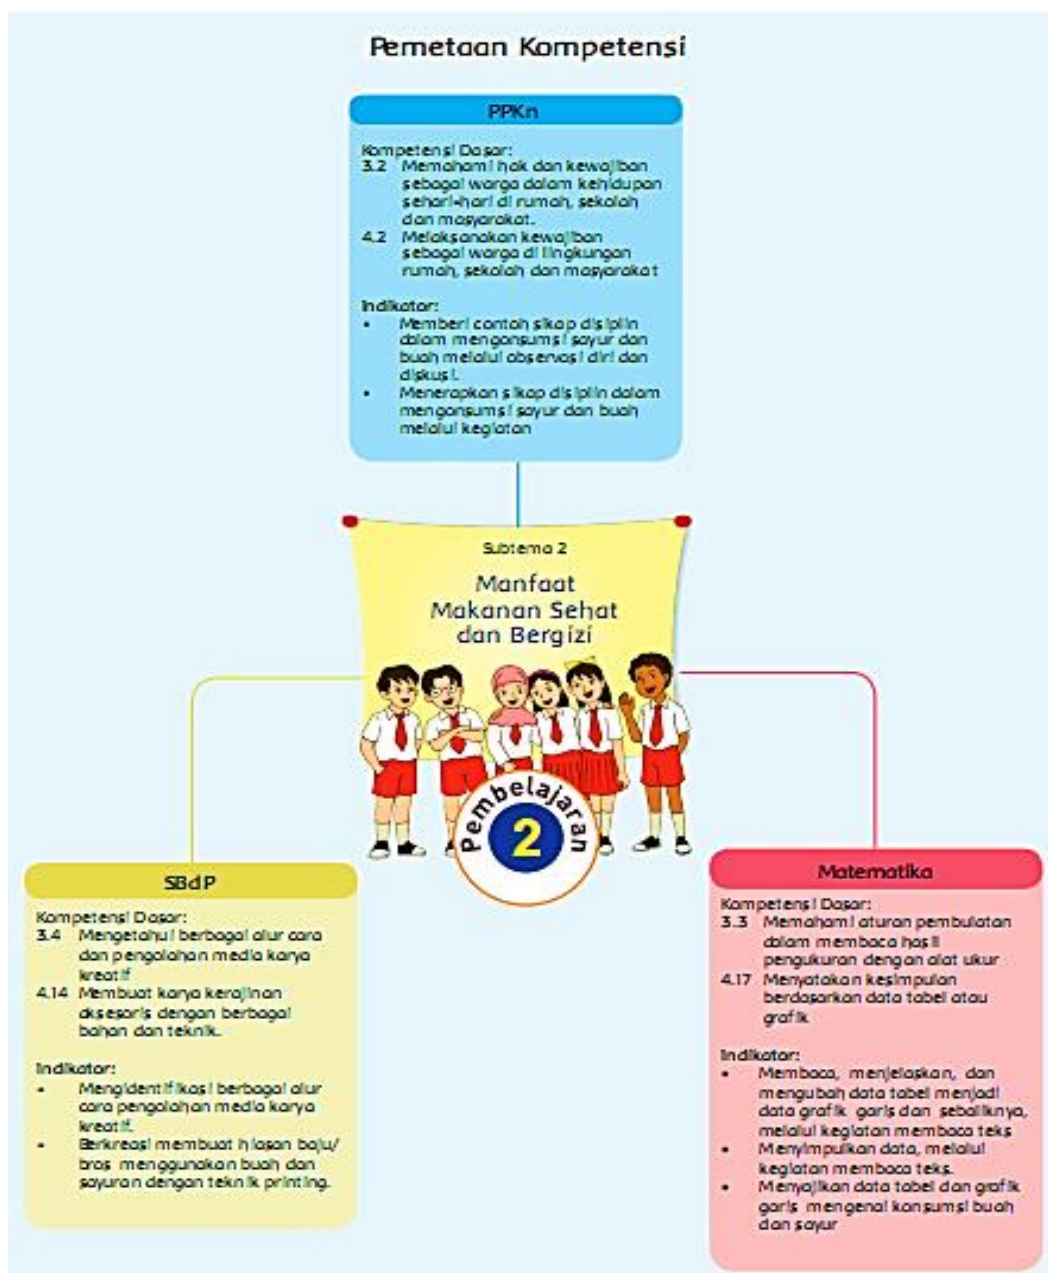 Pemetaan Kompetensi
PPKn
Kompetensi Dasar:
3.2 Memahami hak dan kewajiban
sebagai warga dalam kehidupan
sehari-hari di rumah, sekolah
dan masyarakat.
4.2 Melaksanakan kewajiban
sebagai warga di lingkungan
rumah, sekolah dan masyarakat
Indikator:
• Memberi contoh sikap disiplin
dalam mengonsumsi sayur dan
buah melalui observasi diri dan
diskusi.
• Menerapkan sikap disiplin dalam
mengonsumsi sayur dan buah
melalui kegiatan
Subtema 2
Manfaat
Makanan Sehat
dan Bergizi
Pembelajaran
2
SBdP
Kompetensi Dasar:
3.4 Mengetahui berbagai alur cara
dan pengolahan media karya
kreatif
4.14 Membuat karya kerajinan
aksesoris dengan berbagai
bahan dan teknik.
Indikator:
• Mengidentifikasi berbagai alur
cara pengolahan media karya
kreatif.
• Berkreasi membuat hiasan baju/
bros menggunakan buah dan
sayuran dengan teknik printing.
Matematika
Kompetensi Dasar:
3.3 Memahami aturan pembulatan
dalam membaca hasil
pengukuran dengan alat ukur
4.17 Menyatakan kesimpulan
berdasarkan data tabel atau
grafik
Indikator:
• Membaca, menjelaskan, dan
mengubah data tabel menjadi
data grafik garis dan sebaliknya,
melalui kegiatan membaca teks
• Menyimpulkan data, melalui
kegiatan membaca teks.
• Menyajikan data tabel dan grafik
garis mengenai konsumsi buah
dan sayur